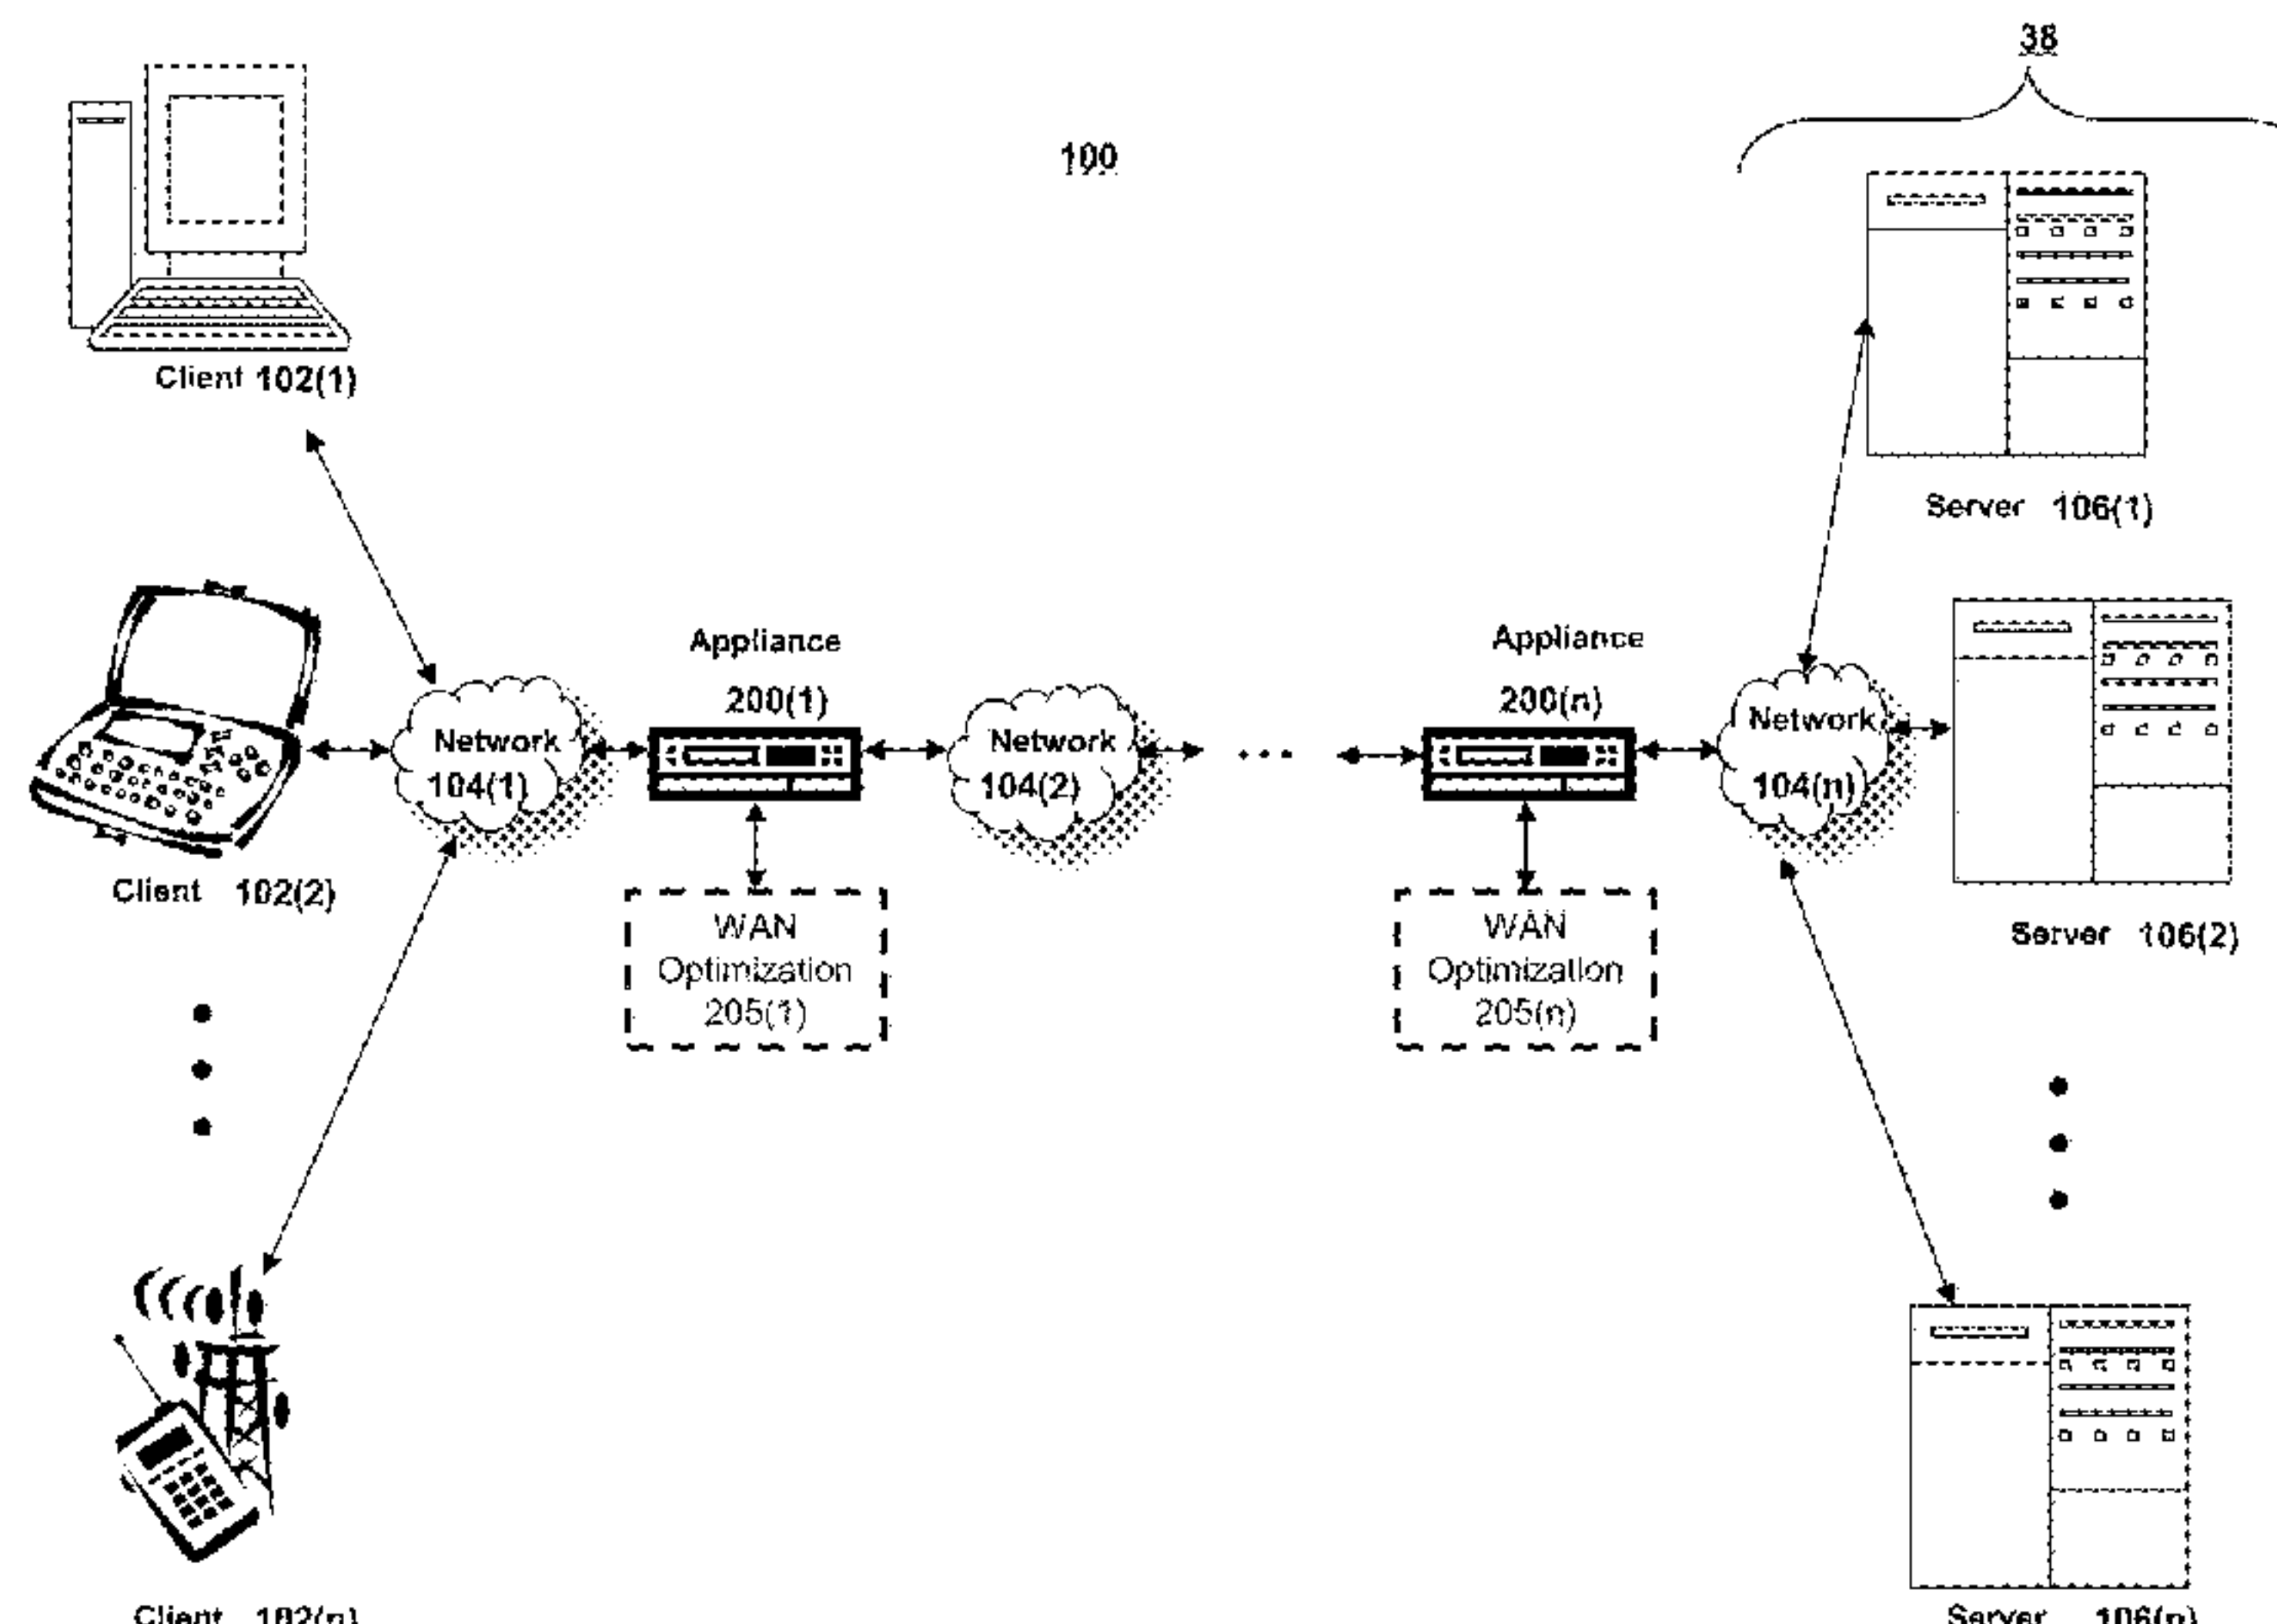 38
100
Client 102(1)
Server 106(1)
Appliance
200(1)
Appliance
200(n)
Network
104(1)
Network
104(2)
...
Network
104(n)
Client 102(2)
WAN
Optimization
205(1)
WAN
Optimization
205(n)
Server 106(2)
Client 102(n)
Server 106(n)